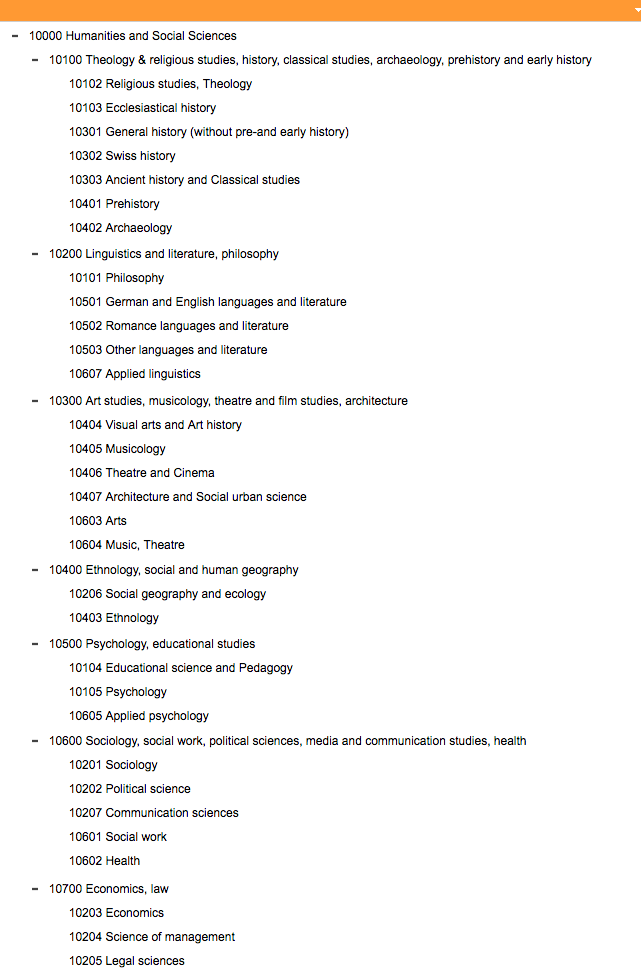 10000 Humanities and Social Sciences
10100 Theology & religious studies, history, classical studies, archaeology, prehistory and early history
10102 Religious studies, Theology
10103 Ecclesiastical history
10301 General history (without pre-and early history)
10302 Swiss history
10303 Ancient history and Classical studies
10401 Prehistory
10402 Archaeology
10200 Linguistics and literature, philosophy
10101 Philosophy
10501 German and English languages and literature
10502 Romance languages and literature
10503 Other languages and literature
10607 Applied linguistics
10300 Art studies, musicology, theatre and film studies, architecture
10404 Visual arts and Art history
10405 Musicology
10406 Theatre and Cinema
10407 Architecture and Social urban science
10603 Arts
10604 Music, Theatre
10400 Ethnology, social and human geography
10206 Social geography and ecology
10403 Ethnology
10500 Psychology, educational studies
10104 Educational science and Pedagogy
10105 Psychology
10605 Applied psychology
10600 Sociology, social work, political sciences, media and communication studies, health
10201 Sociology
10202 Political science
10207 Communication sciences
10601 Social work
10602 Health
10700 Economics, law
10203 Economics
10204 Science of management
10205 Legal sciences